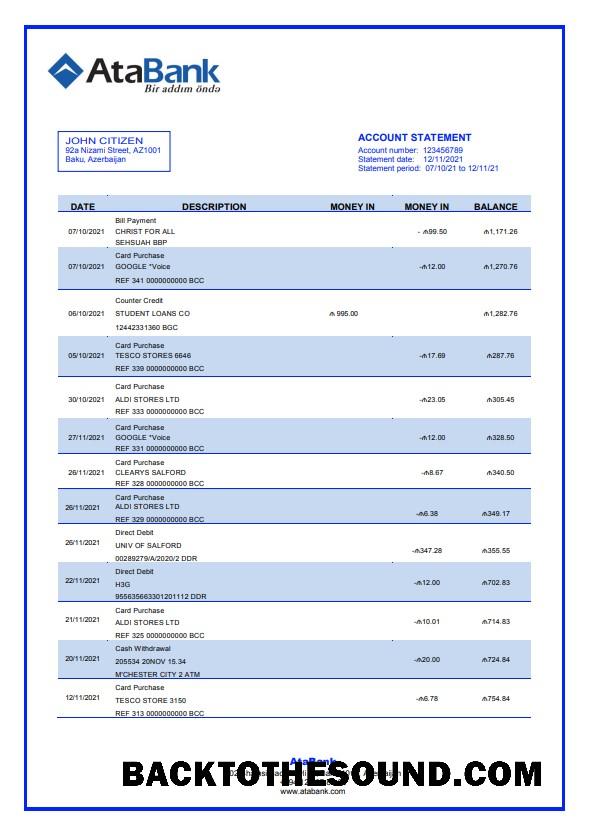 AtaBank
Bir addım öndə
JOHN CITIZEN
92a Nizami Street, AZ1001
Baku, Azerbaijan
ACCOUNT STATEMENT
Account number: 123456789
Statement date: 12/11/2021
Statement period: 07/10/21 to 12/11/21
DATE DESCRIPTION MONEY IN MONEY IN BALANCE
Bill Payment
07/10/2021 CHRIST FOR ALL - ₼99.50 ₼1,171.26
SEHSUAH BBP
Card Purchase
07/10/2021 GOOGLE *Voice -₼12.00 ₼1,270.76
REF 341 0000000000 BCC
Counter Credit
06/10/2021 STUDENT LOANS CO ₼ 995.00 ₼1,282.76
12442331360 BGC
Card Purchase
05/10/2021 TESCO STORES 6646 -₼17.69 ₼287.76
REF 339 0000000000 BCC
Card Purchase
30/10/2021 ALDI STORES LTD -₼23.05 ₼305.45
REF 333 0000000000 BCC
Card Purchase
27/11/2021 GOOGLE *Voice -₼12.00 ₼328.50
REF 331 0000000000 BCC
Card Purchase
26/11/2021 CLEARYS SALFORD -₼8.67 ₼340.50
REF 328 0000000000 BCC
Card Purchase
26/11/2021 ALDI STORES LTD -₼6.38 ₼349.17
REF 329 0000000000 BCC
Direct Debit
26/11/2021 UNIV OF SALFORD -₼347.28 ₼355.55
00289279/A/2020/2 DDR
Direct Debit
22/11/2021 H3G -₼12.00 ₼702.83
955635663301201112 DDR
Card Purchase
21/11/2021 ALDI STORES LTD -₼10.01 ₼714.83
REF 325 0000000000 BCC
Cash Withdrawal
20/11/2021 205534 20NOV 15.34 -₼20.00 ₼724.84
M'CHESTER CITY 2 ATM
Card Purchase
12/11/2021 TESCO STORE 3150 -₼6.78 ₼754.84
REF 313 0000000000 BCC
AtaBank
BACKTOTHESOUND.COM
www.atabank.com